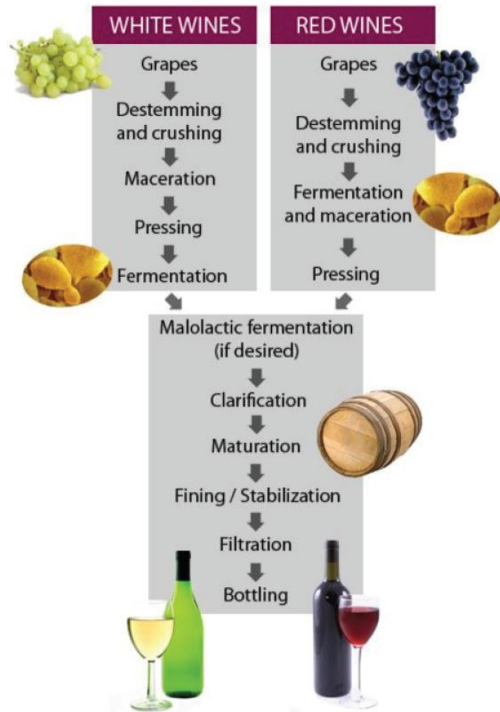 WHITE WINES
Grapes
Destemming
and crushing
Maceration
Pressing
Fermentation
RED WINES
Grapes
Destemming
and crushing
Fermentation
and maceration
Pressing
Malolactic fermentation
(if desired)
Clarification
Maturation
Fining / Stabilization
Filtration
Bottling